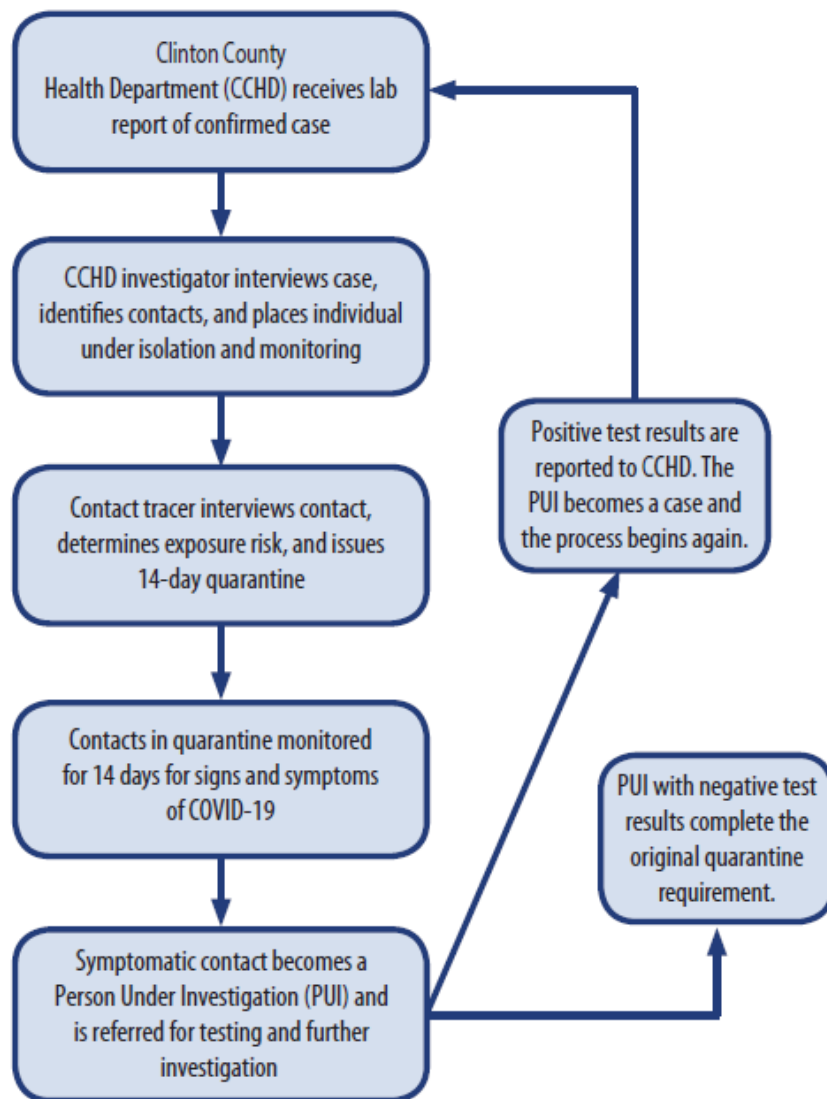 Clinton County
Health Department (CCHD) receives lab
report of confirmed case
CCHD investigator interviews case,
identifies contacts, and places individual
under isolation and monitoring
Contact tracer interviews contact,
determines exposure risk, and issues
14-day quarantine
Contacts in quarantine monitored
for 14 days for signs and symptoms
of COVID-19
Symptomatic contact becomes a
Person Under Investigation (PUI) and
is referred for testing and further
investigation
Positive test results are
reported to CCHD. The
PUI becomes a case and
the process begins again.
PUI with negative test
results complete the
original quarantine
requirement.